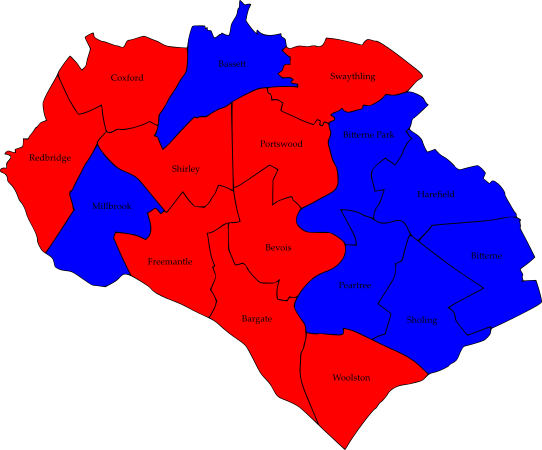 Bassett
Coxford
Swaythling
Bitterne Park
Portswood
Redbridge
Shirley
Harefield
Millbrook
Bevois
Bitterne
Freemantle
Peartree
Bargate
Sholing
Woolston